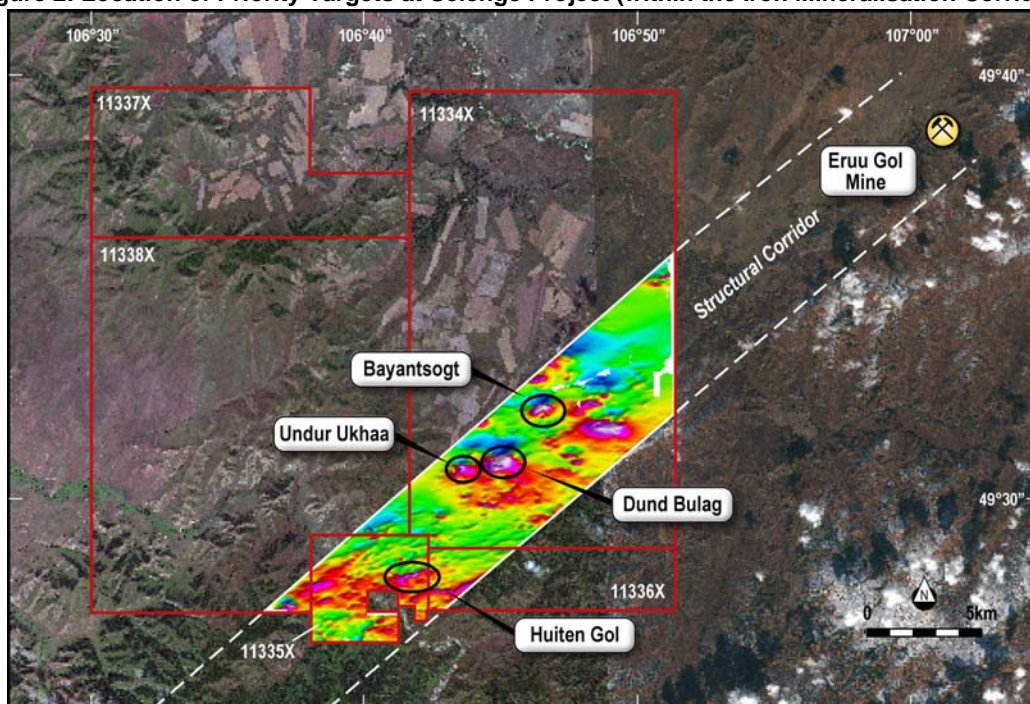 gure 2. Location of Priority Targets at Selenge Project (within the Iron Mineralisation Corri
106°30" 106°40" 106°50" 107°00"
49°40"
11337X 11334X
Eruu Gol
Mine
Structural Corridor
11338X
Bayantsogt
Undur Ukhaa
Dund Bulag
49°30"
11336X
N
0 5km
Huiten Gol
11335X